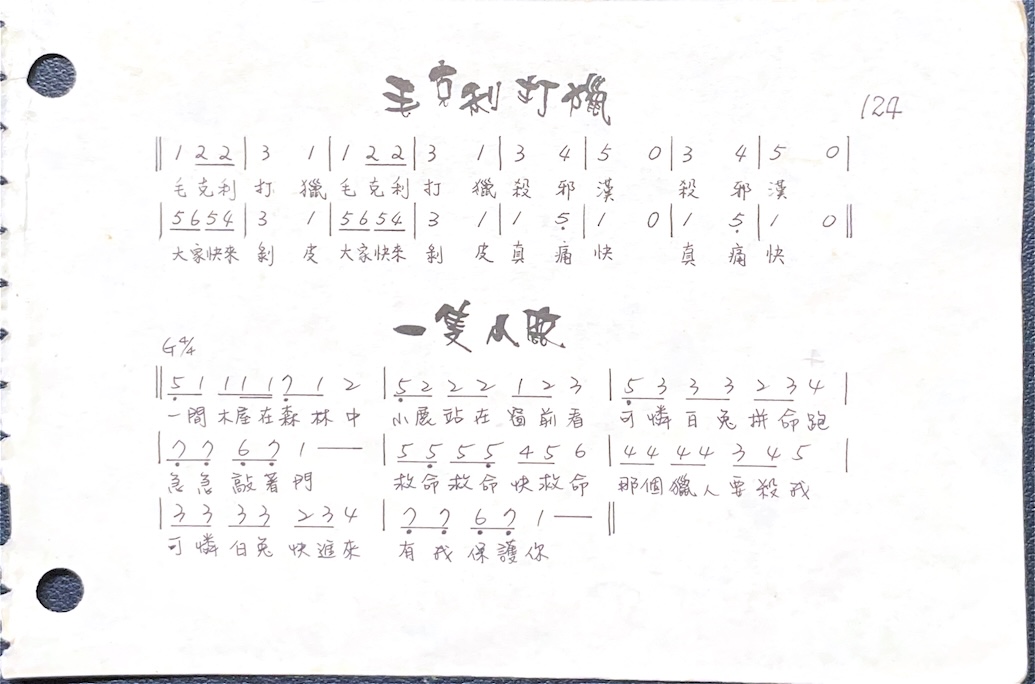 毛克利打獵
124
‖ 1 2 2 | 3 1 | 1 2 2 | 3 1 | 3 4 | 5 0 | 3 4 | 5 0 |
毛克利打 獵毛克利打 獵殺 邪漢 殺 邪漢
| 5 6 5 4 | 3 1 | 5 6 5 4 | 3 1 | 1 5̣ | 1 0 | 1 5̣ | 1 0 ‖
大家快來剝 皮大家快來剝 皮真 痛快 真 痛快
一隻小鹿
G 4/4
‖ 5̣ 1 1 1 1 7̣ 1 2 | 5̣ 2 2 2 1 2 3 | 5̣ 3 3 3 2 3 4 |
一間木屋在森林中 小鹿站在窗前看 可憐白兔拼命跑
| 7̣ 7̣ 6̣ 7̣ 1 — | 5 5̣ 5 5̣ 4 5 6 | 4 4 4 4 3 4 5 |
急急敲著門 救命救命快救命 那個獵人要殺我
| 3 3 3 3 2 3 4 | 7̣ 7̣ 6̣ 7̣ 1 — ‖
可憐白兔快進來 有我保護你